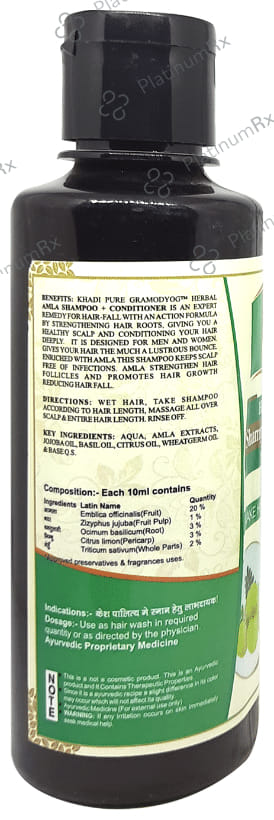 BENEFITS: KHADI PURE GRAMODYOG™ HERBAL
AMLA SHAMPOO + CONDITIONER IS AN EXPERT
REMEDY FOR HAIR-FALL WITH AN ACTION FORMULA
BY STRENGTHENING HAIR ROOTS, GIVING YOU A
HEALTHY SCALP AND CONDITIONING YOUR HAIR
DEEPLY. IT IS DESIGNED FOR MEN AND WOMEN.
GIVES YOUR HAIR THE MUCH A LUSTROUS BOUNCE.
ENRICHED WITH AMLA THIS SHAMPOO KEEPS SCALP
FREE OF INFECTIONS. AMLA STRENGTHEN HAIR
FOLLICLES AND PROMOTES HAIR GROWTH
REDUCING HAIR FALL.
DIRECTIONS: WET HAIR, TAKE SHAMPOO
ACCORDING TO HAIR LENGTH, MASSAGE ALL OVER
SCALP & ENTIRE HAIR LENGTH. RINSE OFF.
KEY INGREDIENTS: AQUA, AMLA EXTRACTS,
JOJOBA OIL, BASIL OIL, CITRUS OIL, WHEATGERM OIL
& BASE Q.S.
Composition:- Each 10ml contains
Ingredients Latin Name Quantity
Emblica officinalis(Fruit) 20 %
Zizyphus jujuba(Fruit Pulp) 1 %
Ocimum basilicum(Root) 3 %
Citrus limon(Pericarp) 3 %
Triticum sativum(Whole Parts) 2 %
Approved preservatives & fragrances uses.
Indications:- केश पालित्य मे स्नान हेतु लाभदायक।
Dosage:- Use as hair wash in required
quantity or as directed by the physician
Ayurvedic Proprietary Medicine
NOTE
This is a not a cosmetic product. This is an Ayurvedic
product and It Contains Therapeutic Properties
Since it is a ayurvedic recipe a slight difference in its color
may occur which will not affect its quality.
Ayurvedic Medicine (For external use only)
WARNING: If any irritation occurs on skin immediately
seek medical help.
PlatinumRx